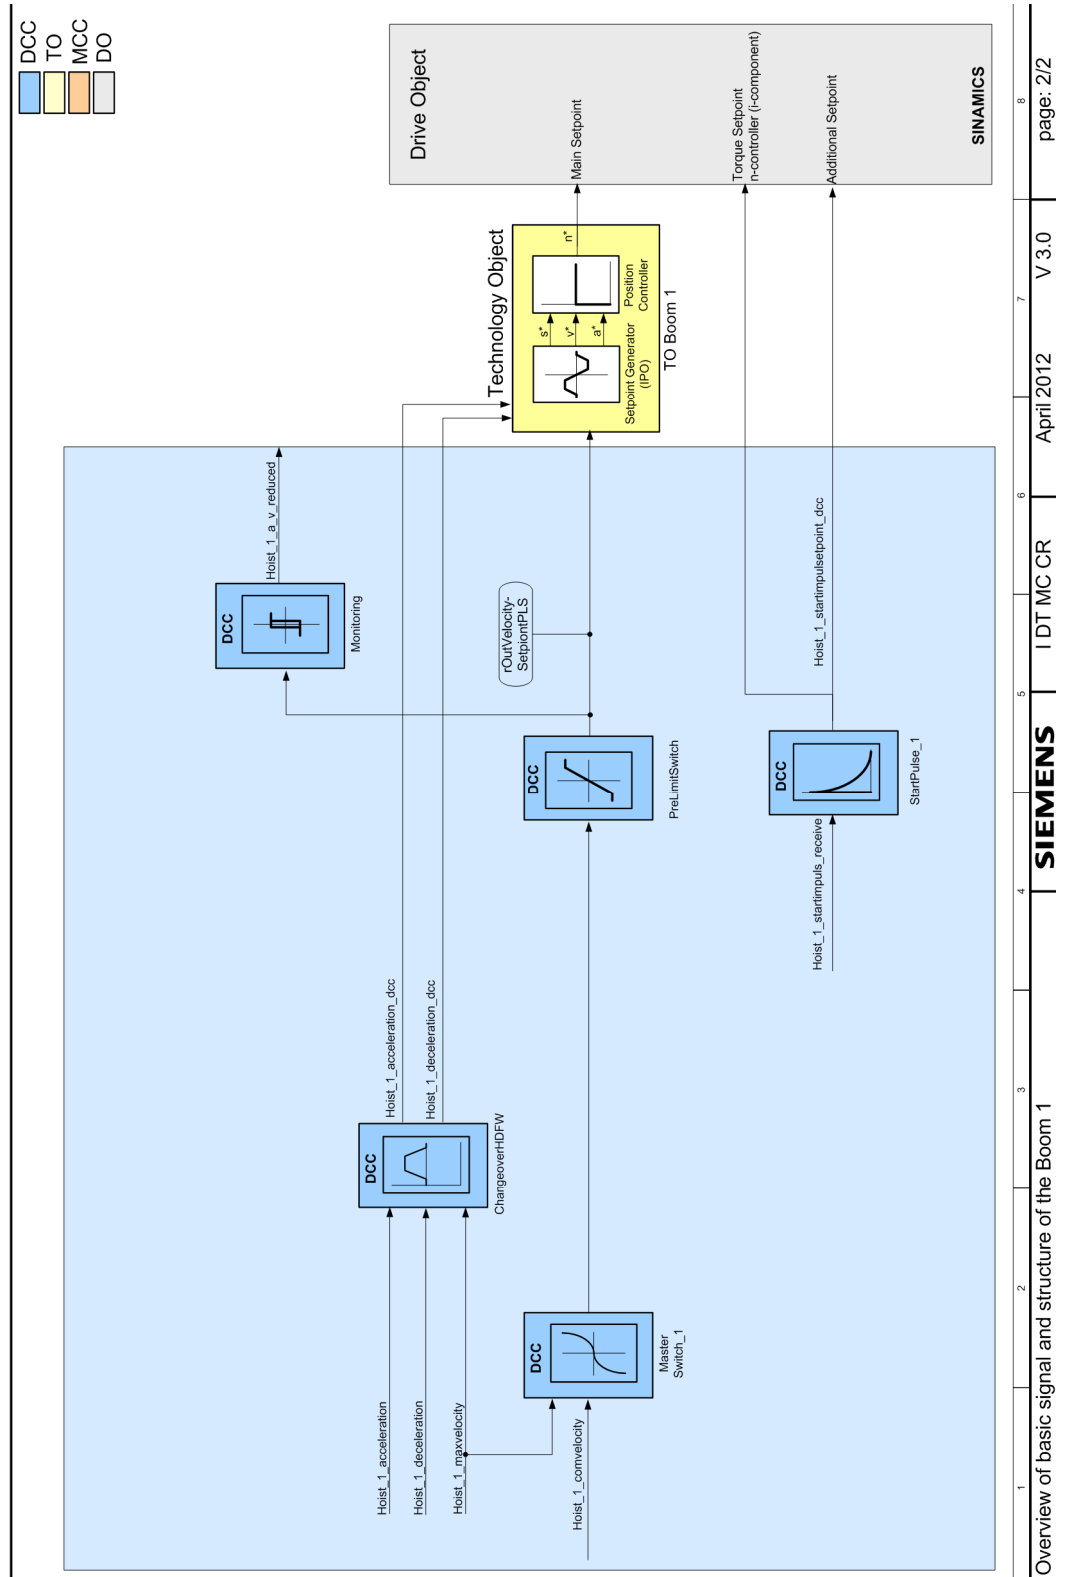 DCC
TO
MCC
DO
Drive Object
Main Setpoint
Torque Setpoint
n-controller (i-component)
Additional Setpoint
SINAMICS
Technology Object
s*
v*
a*
n*
Setpoint Generator
(IPO)
Position
Controller
TO Boom 1
Hoist_1_a_v_reduced
DCC
Monitoring
rOutVelocity-
SetpiontPLS
Hoist_1_acceleration_dcc
Hoist_1_deceleration_dcc
DCC
ChangeoverHDFW
Hoist_1_acceleration
Hoist_1_deceleration
Hoist_1_maxvelocity
Hoist_1_comvelocity
DCC
Master
Switch_1
DCC
PreLimitSwitch
Hoist_1_startimpuls_receive
DCC
StartPulse_1
Hoist_1_startimpulsetpoint_dcc
1
2
3
4
5
6
7
8
Overview of basic signal and structure of the Boom 1
SIEMENS
I DT MC CR
April 2012
V 3.0
page: 2/2